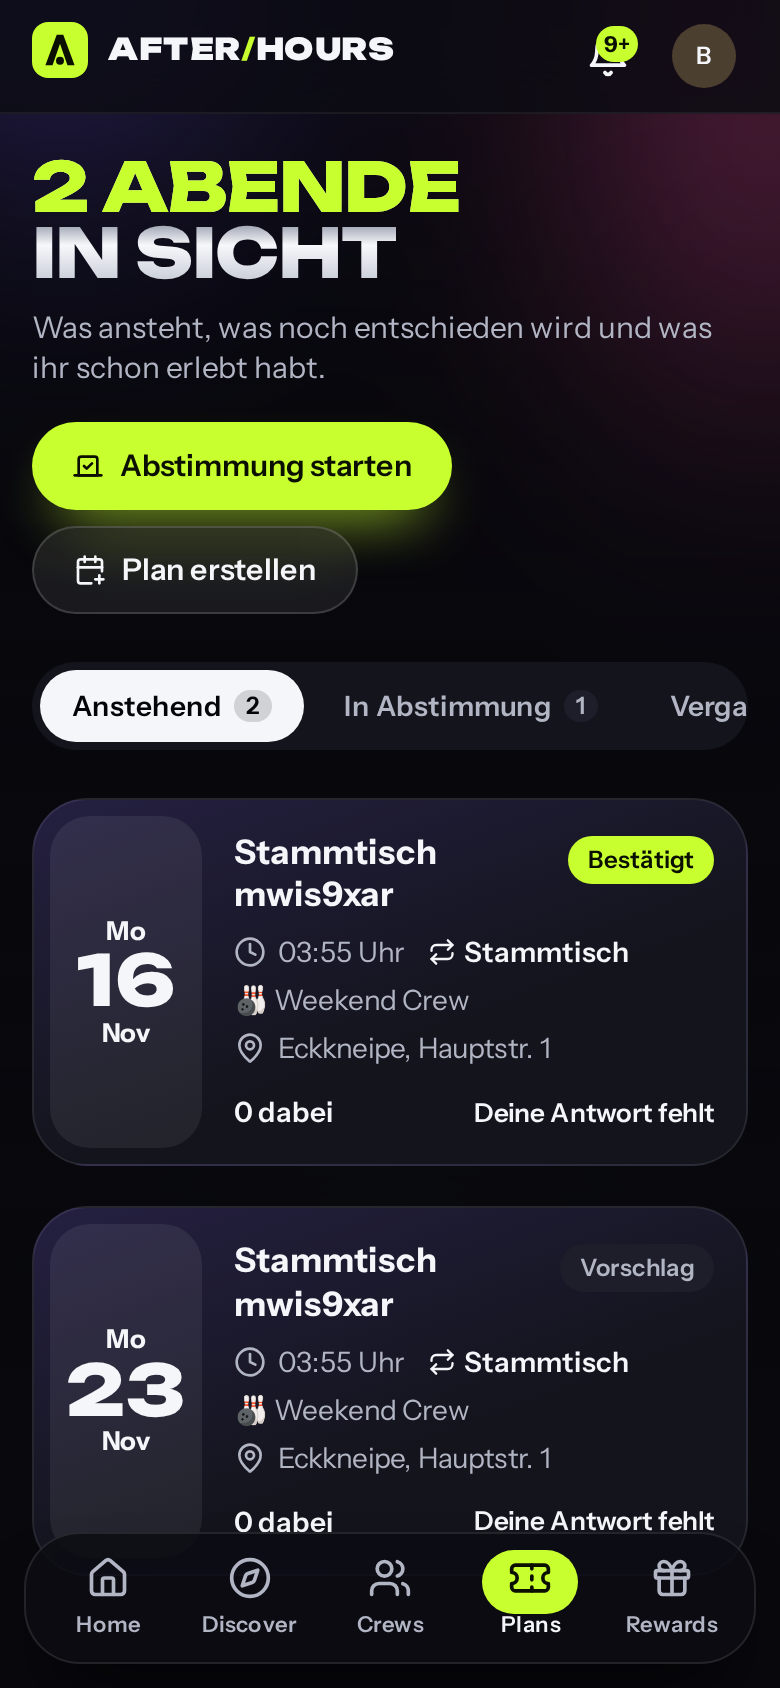 AFTER/HOURS
9+
B
2 ABENDE
IN SICHT
Was ansteht, was noch entschieden wird und was
ihr schon erlebt habt.
Abstimmung starten
Plan erstellen
Anstehend 2 In Abstimmung 1 Verga
Stammtisch
mwis9xar
Bestätigt
Mo
16
Nov
03:55 Uhr Stammtisch
Weekend Crew
Eckkneipe, Hauptstr. 1
0 dabei Deine Antwort fehlt
Stammtisch
mwis9xar
Vorschlag
Mo
23
Nov
03:55 Uhr Stammtisch
Weekend Crew
Eckkneipe, Hauptstr. 1
0 dabei Deine Antwort fehlt
Home Discover Crews Plans Rewards